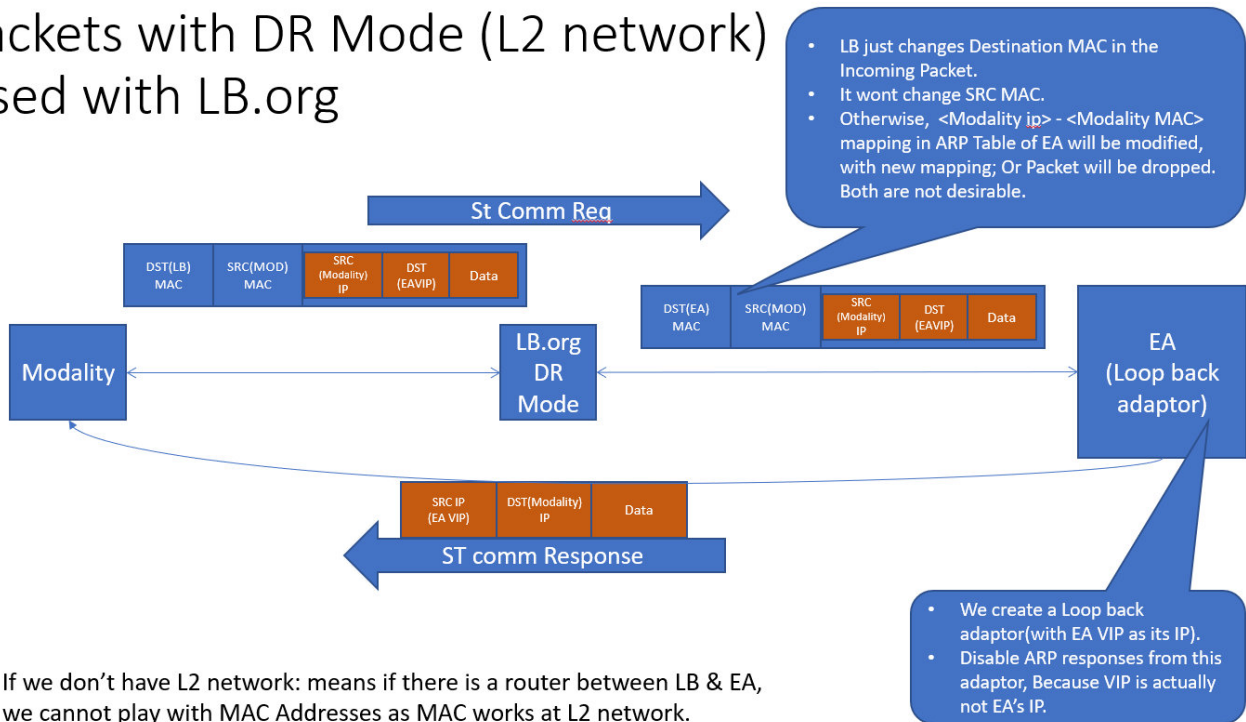 ackets with DR Mode (L2 network)
sed with LB.org
• LB just changes Destination MAC in the
Incoming Packet.
• It wont change SRC MAC.
• Otherwise, <Modality ip> - <Modality MAC>
mapping in ARP Table of EA will be modified,
with new mapping; Or Packet will be dropped.
Both are not desirable.
St Comm Req
DST(LB)
MAC
SRC(MOD)
MAC
SRC
(Modality)
IP
DST
(EAVIP)
Data
DST(EA)
MAC
SRC(MOD)
MAC
SRC
(Modality)
IP
DST
(EAVIP)
Data
Modality
LB.org
DR
Mode
EA
(Loop back
adaptor)
SRC IP
(EA VIP)
DST(Modality)
IP
Data
ST comm Response
• We create a Loop back
adaptor(with EA VIP as its IP).
• Disable ARP responses from this
adaptor, Because VIP is actually
not EA's IP.
If we don't have L2 network: means if there is a router between LB & EA,
we cannot play with MAC Addresses as MAC works at L2 network.